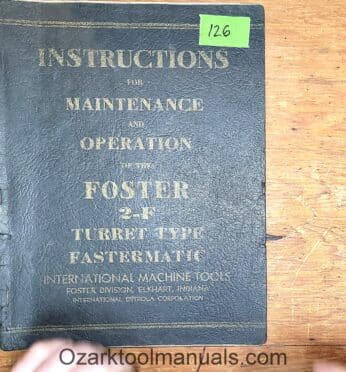 126
INSTRUCTIONS
FOR
MAINTENANCE
AND
OPERATION
OF THE
FOSTER
2-F
TURRET TYPE
FASTERMATIC
INTERNATIONAL MACHINE TOOLS
FOSTER DIVISION, ELKHART, INDIANA
INTERNATIONAL DETROLA CORPORATION
Ozarktoolmanuals.com